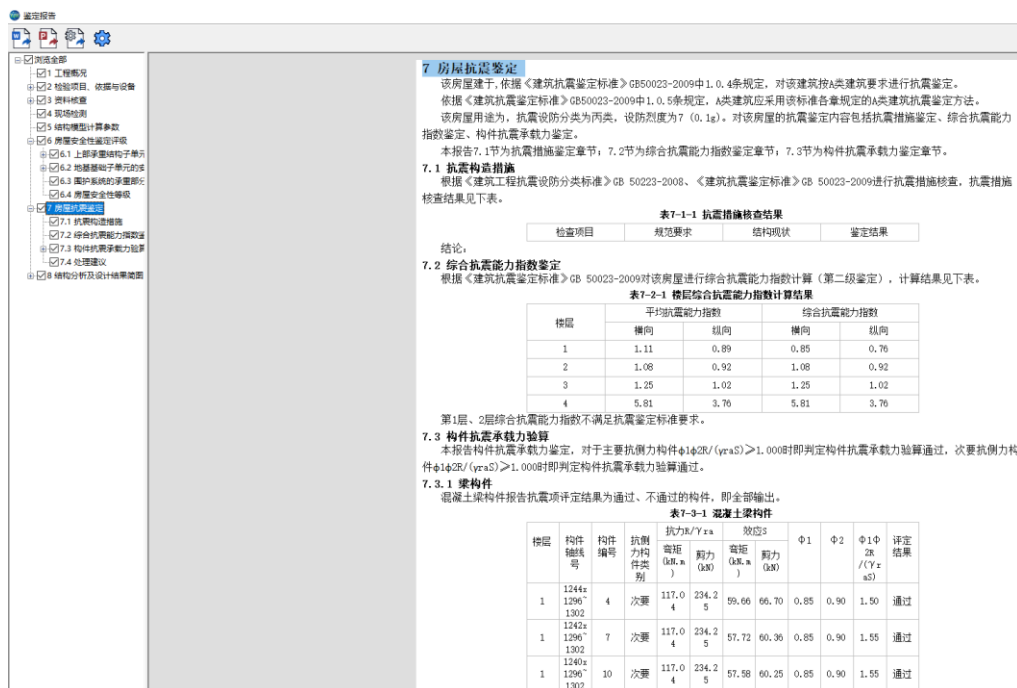 鉴定报告
浏览全部
1 工程概况
2 检验项目、依据与设备
3 资料核查
4 现场检测
5 结构模型计算参数
6 房屋安全性鉴定评级
6.1 上部承重结构子单元
6.2 地基基础子单元的安
6.3 围护系统的承重部分
6.4 房屋安全性等级
7 房屋抗震鉴定
7.1 抗震构造措施
7.2 综合抗震能力指数鉴
7.3 构件抗震承载力验算
7.4 处理建议
8 结构分析及设计结果简图
7 房屋抗震鉴定
该房屋建于,依据《建筑抗震鉴定标准》GB50023-2009中1.0.4条规定，对该建筑按A类建筑要求进行抗震鉴定。
依据《建筑抗震鉴定标准》GB50023-2009中1.0.5条规定，A类建筑应采用该标准各章规定的A类建筑抗震鉴定方法。
该房屋用途为，抗震设防分类为丙类，设防烈度为7（0.1g）。对该房屋的抗震鉴定内容包括抗震措施鉴定、综合抗震能力
指数鉴定、构件抗震承载力鉴定。
本报告7.1节为抗震措施鉴定章节；7.2节为综合抗震能力指数鉴定章节；7.3节为构件抗震承载力鉴定章节。
7.1 抗震构造措施
根据《建筑工程抗震设防分类标准》GB 50223-2008、《建筑抗震鉴定标准》GB 50023-2009进行抗震措施核查，抗震措施
核查结果见下表。
表7-1-1 抗震措施核查结果
检查项目 规范要求 结构现状 鉴定结果
结论：
7.2 综合抗震能力指数鉴定
根据《建筑抗震鉴定标准》GB 50023-2009对该房屋进行综合抗震能力指数计算（第二级鉴定），计算结果见下表。
表7-2-1 楼层综合抗震能力指数计算结果
楼层 平均抗震能力指数 综合抗震能力指数
横向 纵向 横向 纵向
1 1.11 0.89 0.85 0.76
2 1.08 0.92 1.08 0.92
3 1.25 1.02 1.25 1.02
4 5.81 3.76 5.81 3.76
第1层、2层综合抗震能力指数不满足抗震鉴定标准要求。
7.3 构件抗震承载力验算
本报告构件抗震承载力鉴定，对于主要抗侧力构件ϕ1ϕ2R/(γraS)≥1.000时即判定构件抗震承载力验算通过，次要抗侧力构
件ϕ1ϕ2R/(γraS)≥1.000时即判定构件抗震承载力验算通过。
7.3.1 梁构件
混凝土梁构件报告抗震项评定结果为通过、不通过的构件，即全部输出。
表7-3-1 混凝土梁构件
楼层 构件轴线号 构件编号 抗侧力构件类别 抗力R/γra 效应S Φ1 Φ2 Φ1Φ2R/(γraS) 评定结果
弯矩(kN.m) 剪力(kN) 弯矩(kN.m) 剪力(kN)
1 1244z1296~1302 4 次要 117.04 234.25 59.66 66.70 0.85 0.90 1.50 通过
1 1242z1296~1302 7 次要 117.04 234.25 57.72 60.36 0.85 0.90 1.55 通过
1 1240z1296~1302 10 次要 117.04 234.25 57.58 60.25 0.85 0.90 1.55 通过